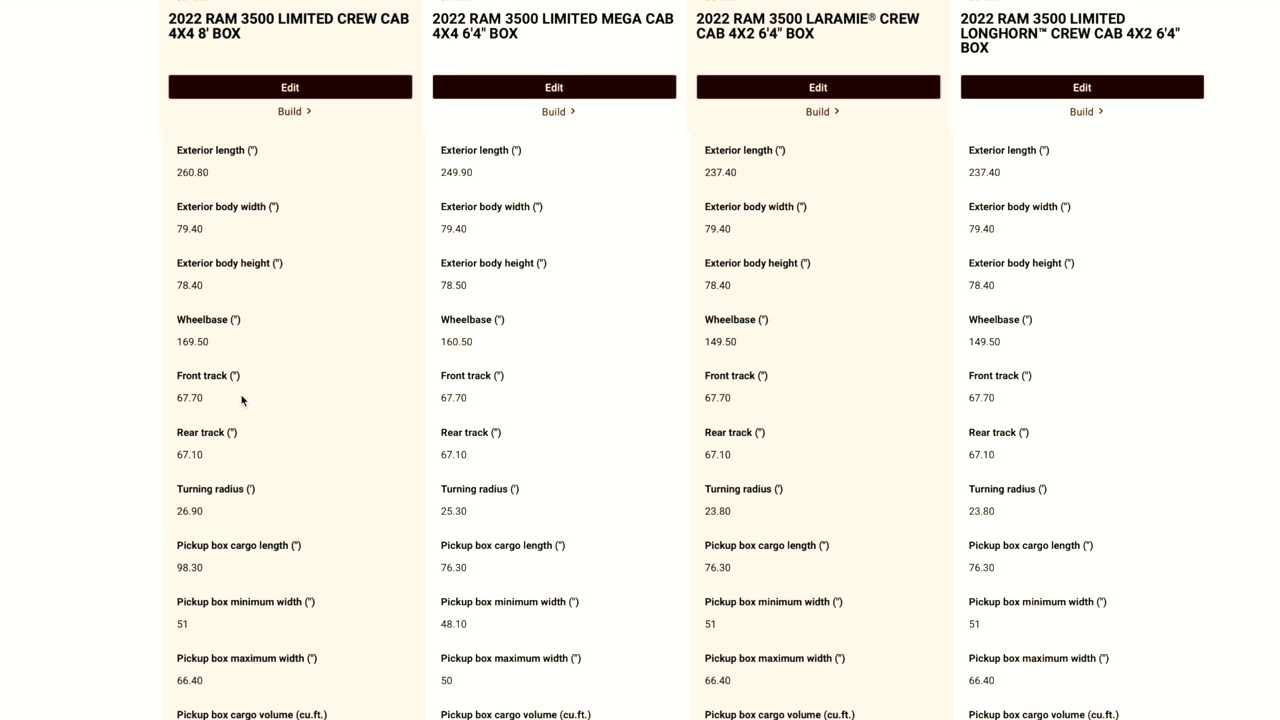 2022 RAM 3500 LIMITED CREW CAB
4X4 8' BOX
Edit
Build
Exterior length (")
260.80
Exterior body width (")
79.40
Exterior body height (")
78.40
Wheelbase (")
169.50
Front track (")
67.70
Rear track (")
67.10
Turning radius (')
26.90
Pickup box cargo length (")
98.30
Pickup box minimum width (")
51
Pickup box maximum width (")
66.40
Pickup box cargo volume (cu.ft.)
2022 RAM 3500 LIMITED MEGA CAB
4X4 6'4" BOX
Edit
Build
Exterior length (")
249.90
Exterior body width (")
79.40
Exterior body height (")
78.50
Wheelbase (")
160.50
Front track (")
67.70
Rear track (")
67.10
Turning radius (')
25.30
Pickup box cargo length (")
76.30
Pickup box minimum width (")
48.10
Pickup box maximum width (")
50
Pickup box cargo volume (cu.ft.)
2022 RAM 3500 LARAMIE® CREW
CAB 4X2 6'4" BOX
Edit
Build
Exterior length (")
237.40
Exterior body width (")
79.40
Exterior body height (")
78.40
Wheelbase (")
149.50
Front track (")
67.70
Rear track (")
67.10
Turning radius (')
23.80
Pickup box cargo length (")
76.30
Pickup box minimum width (")
51
Pickup box maximum width (")
66.40
Pickup box cargo volume (cu.ft.)
2022 RAM 3500 LIMITED
LONGHORN™ CREW CAB 4X2 6'4"
BOX
Edit
Build
Exterior length (")
237.40
Exterior body width (")
79.40
Exterior body height (")
78.40
Wheelbase (")
149.50
Front track (")
67.70
Rear track (")
67.10
Turning radius (')
23.80
Pickup box cargo length (")
76.30
Pickup box minimum width (")
51
Pickup box maximum width (")
66.40
Pickup box cargo volume (cu.ft.)